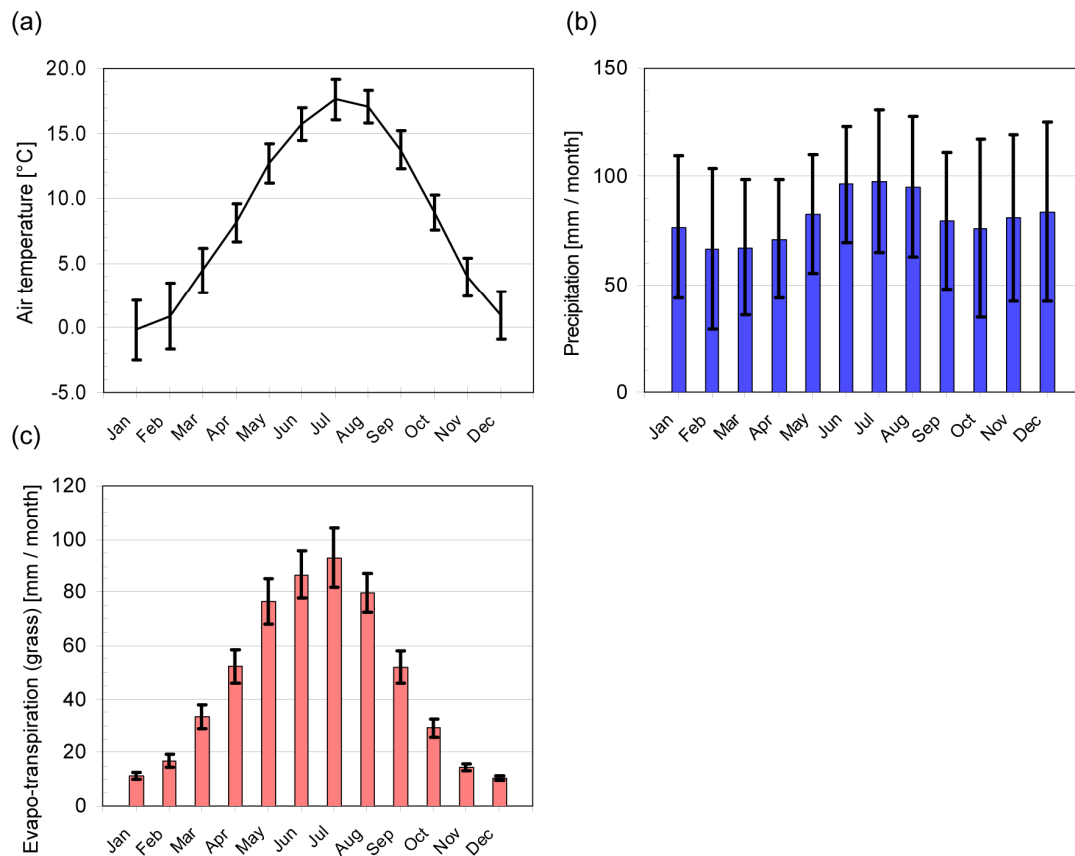 (a)
Air temperature [°C]
20.0
15.0
10.0
5.0
0.0
-5.0
Jan Feb Mar Apr May Jun Jul Aug Sep Oct Nov Dec
(b)
Precipitation [mm / month]
150
100
50
0
Jan Feb Mar Apr May Jun Jul Aug Sep Oct Nov Dec
(c)
Evapo-transpiration (grass) [mm / month]
120
100
80
60
40
20
0
Jan Feb Mar Apr May Jun Jul Aug Sep Oct Nov Dec